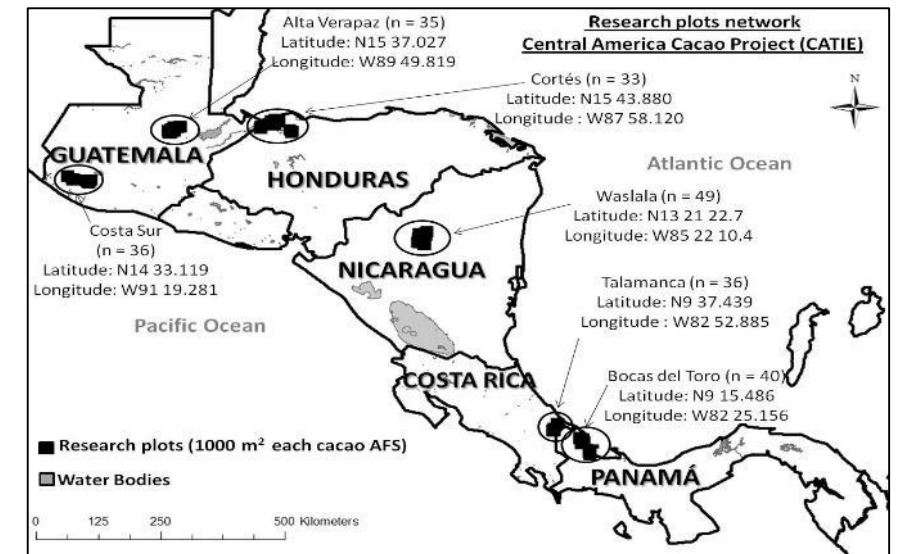 Research plots network
Central America Cacao Project (CATIE)
Alta Verapaz (n = 35)
Latitude: N15 37.027
Longitude: W89 49.819
Cortés (n = 33)
Latitude: N15 43.880
Longitude : W87 58.120
N
Atlantic Ocean
GUATEMALA
HONDURAS
Waslala (n = 49)
Latitude: N13 21 22.7
Longitude: W85 22 10.4
Costa Sur
(n = 36)
Latitude: N14 33.119
Longitude: W91 19.281
NICARAGUA
Talamanca (n = 36)
Latitude: N9 37.439
Longitude : W82 52.885
Pacific Ocean
COSTA RICA
Bocas del Toro (n = 40)
Latitude: N9 15.486
Longitude: W82 25.156
PANAMÁ
Research plots (1000 m² each cacao AFS)
Water Bodies
0 125 250 500 Kilometers